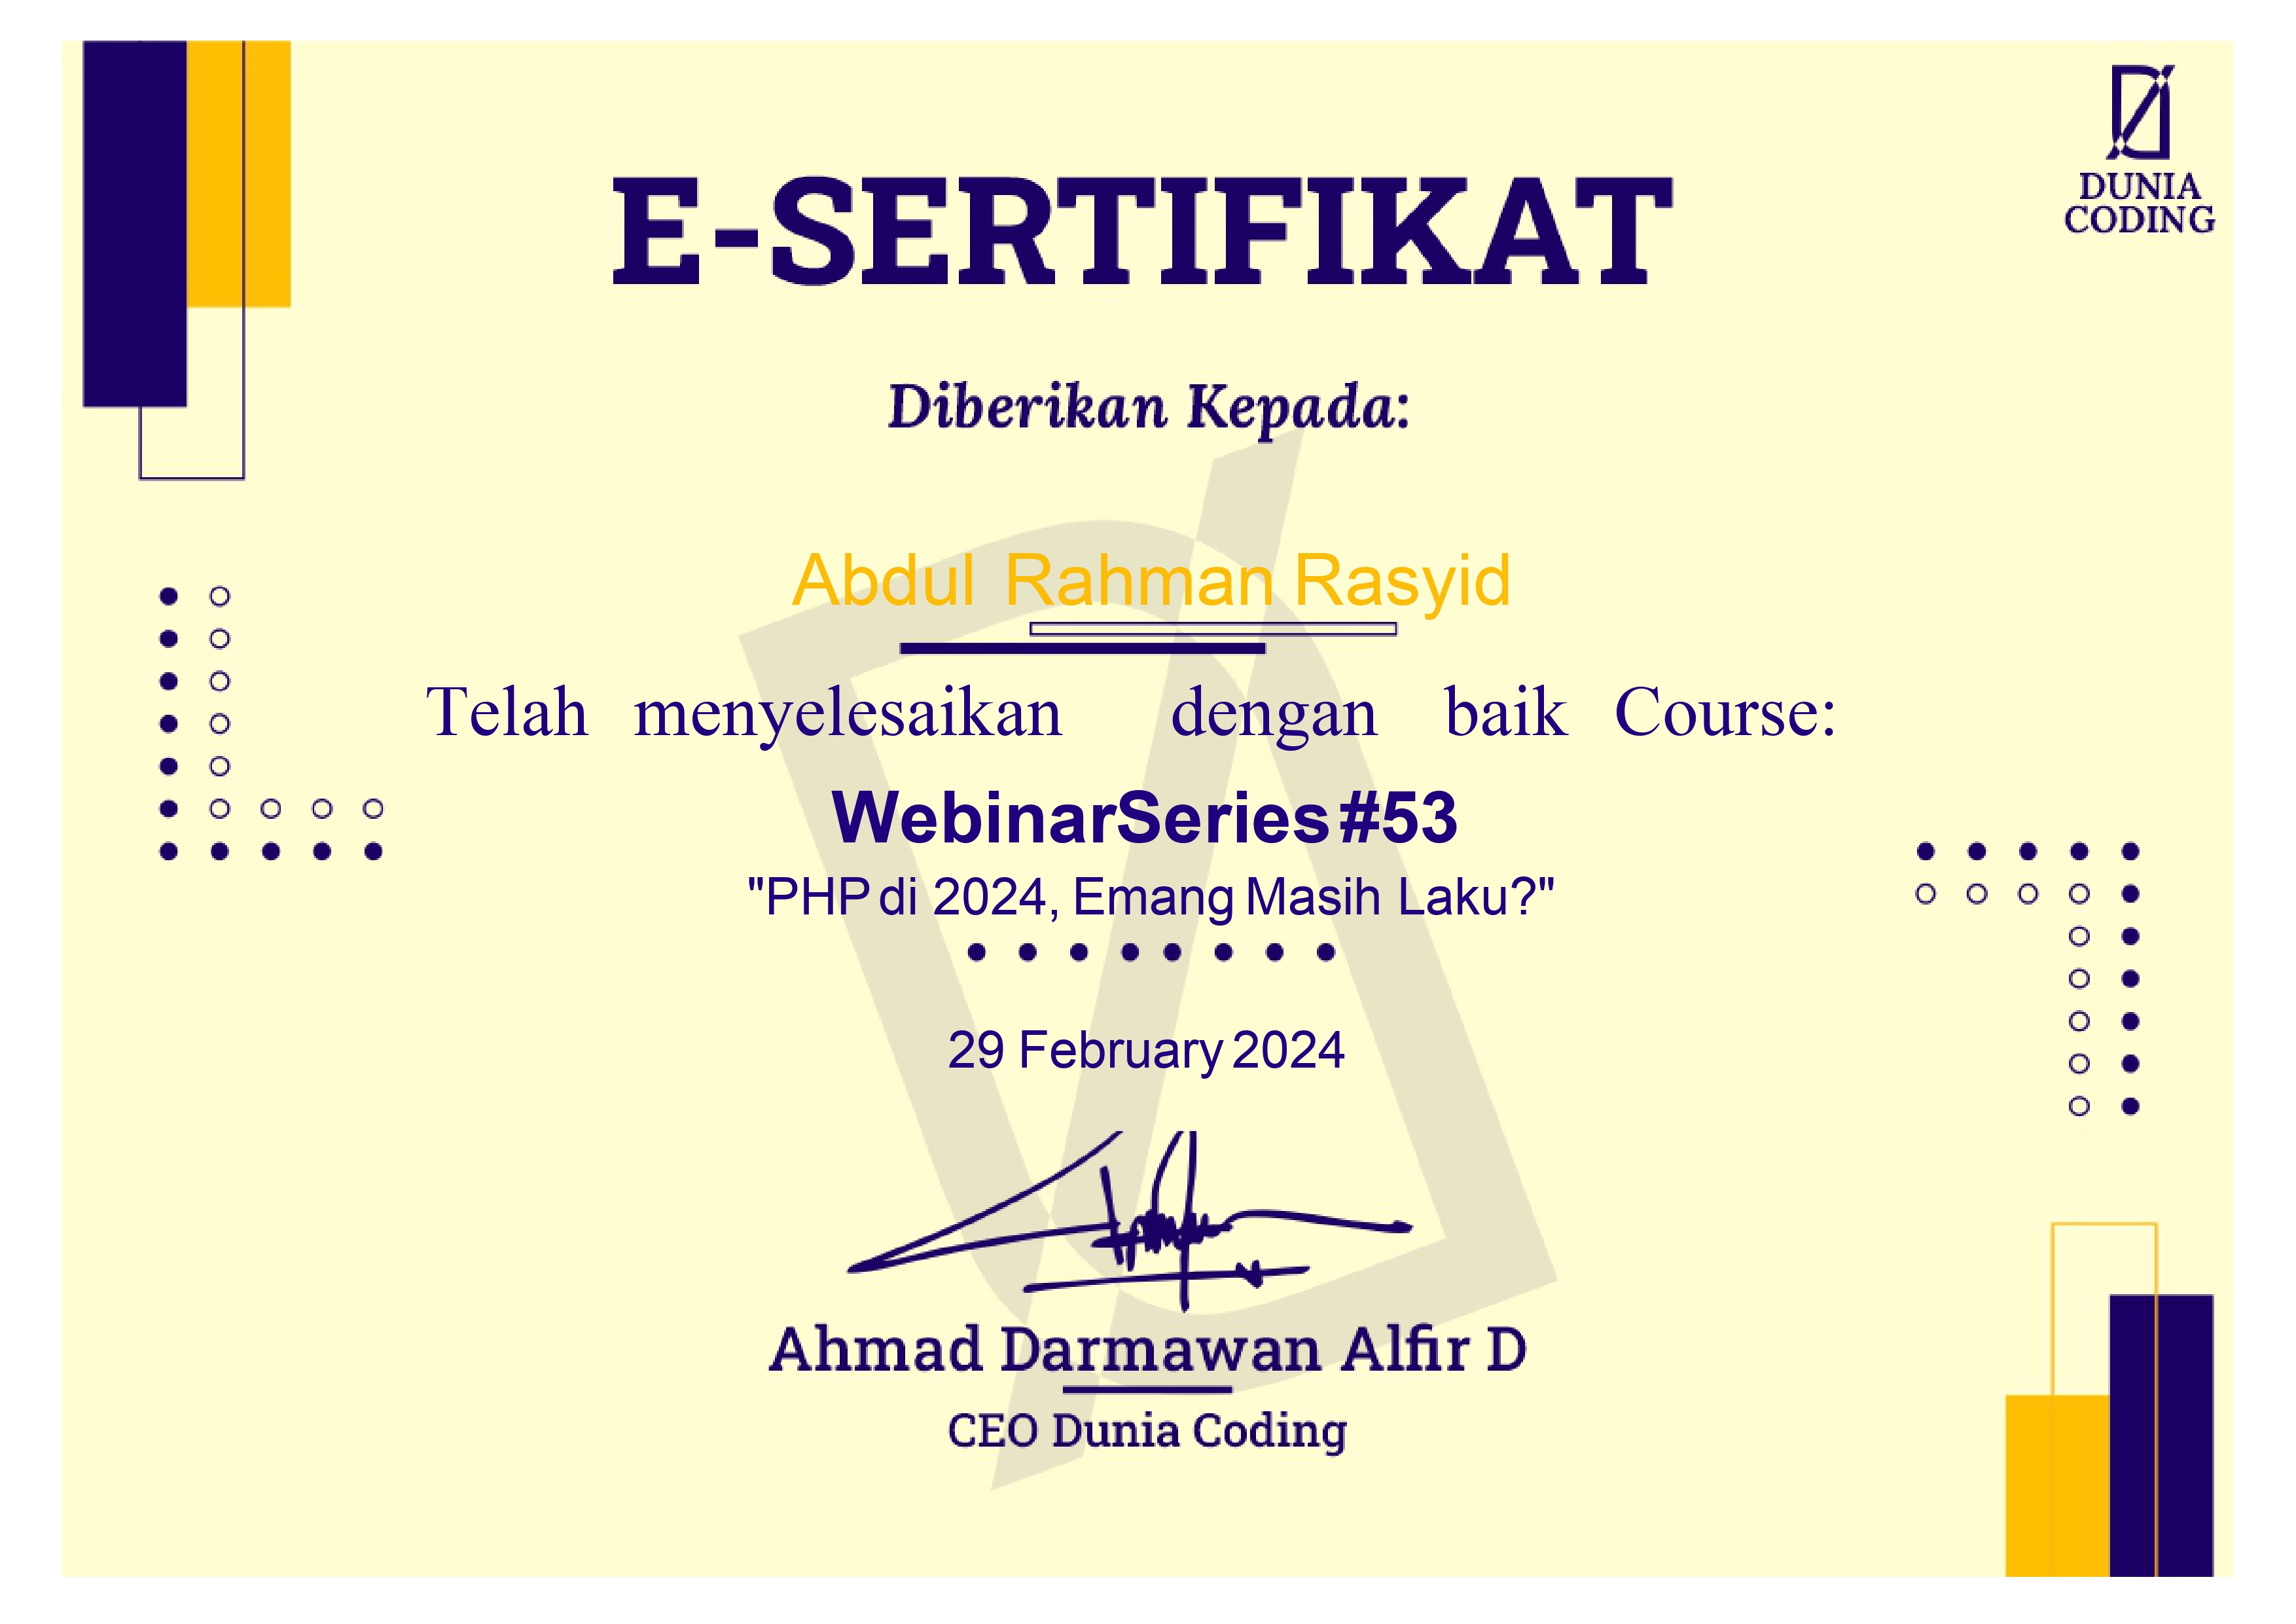 DUNIA
CODING
E-SERTIFIKAT
Diberikan Kepada:
Abdul Rahman Rasyid
Telah menyelesaikan dengan baik Course:
WebinarSeries #53
"PHP di 2024, Emang Masih Laku?"
29 February 2024
Ahmad Darmawan Alfir D
CEO Dunia Coding